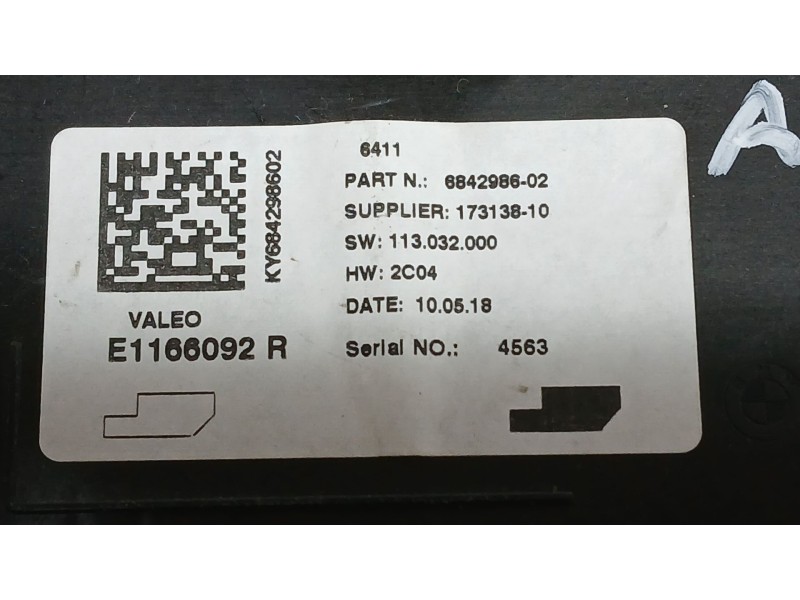 KY684298602
VALEO
E1166092 R
6411
PART N.: 6842986-02
SUPPLIER: 173138-10
SW: 113.032.000
HW: 2C04
DATE: 10.05.18
Serial NO.: 4563
A